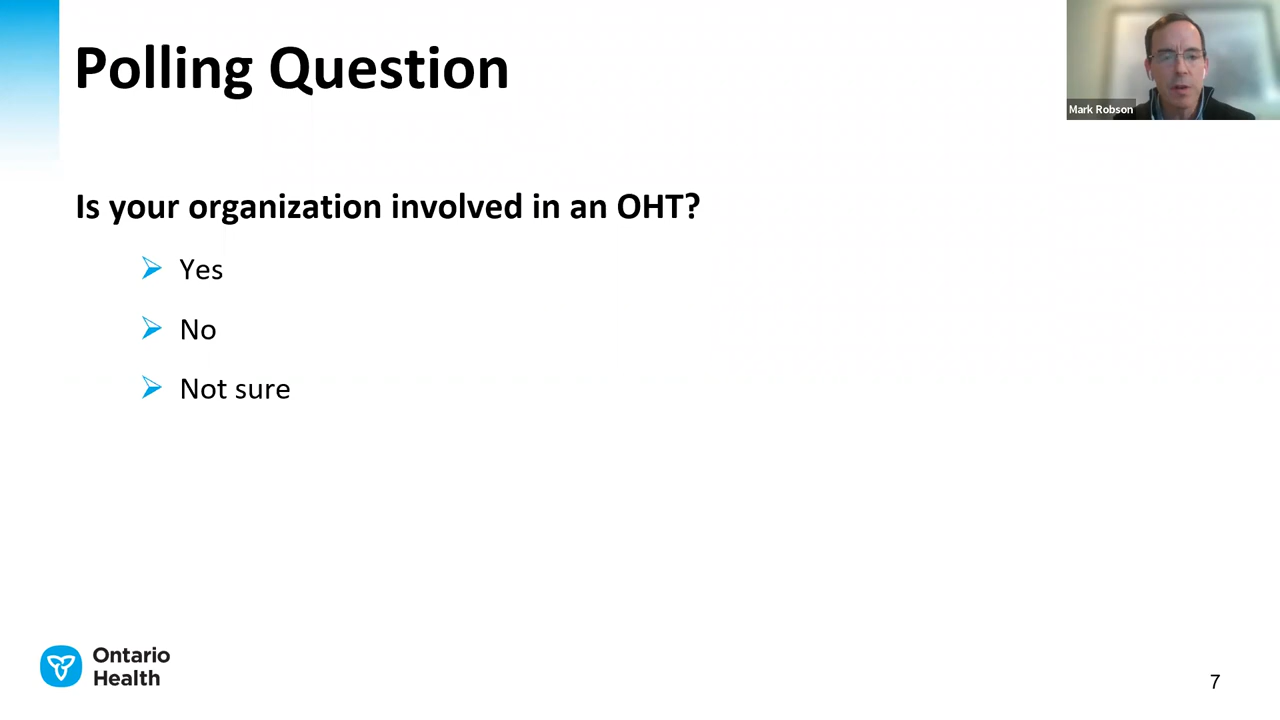 Polling Question
Mark Robson
Is your organization involved in an OHT?
Yes
No
Not sure
Ontario
Health
7